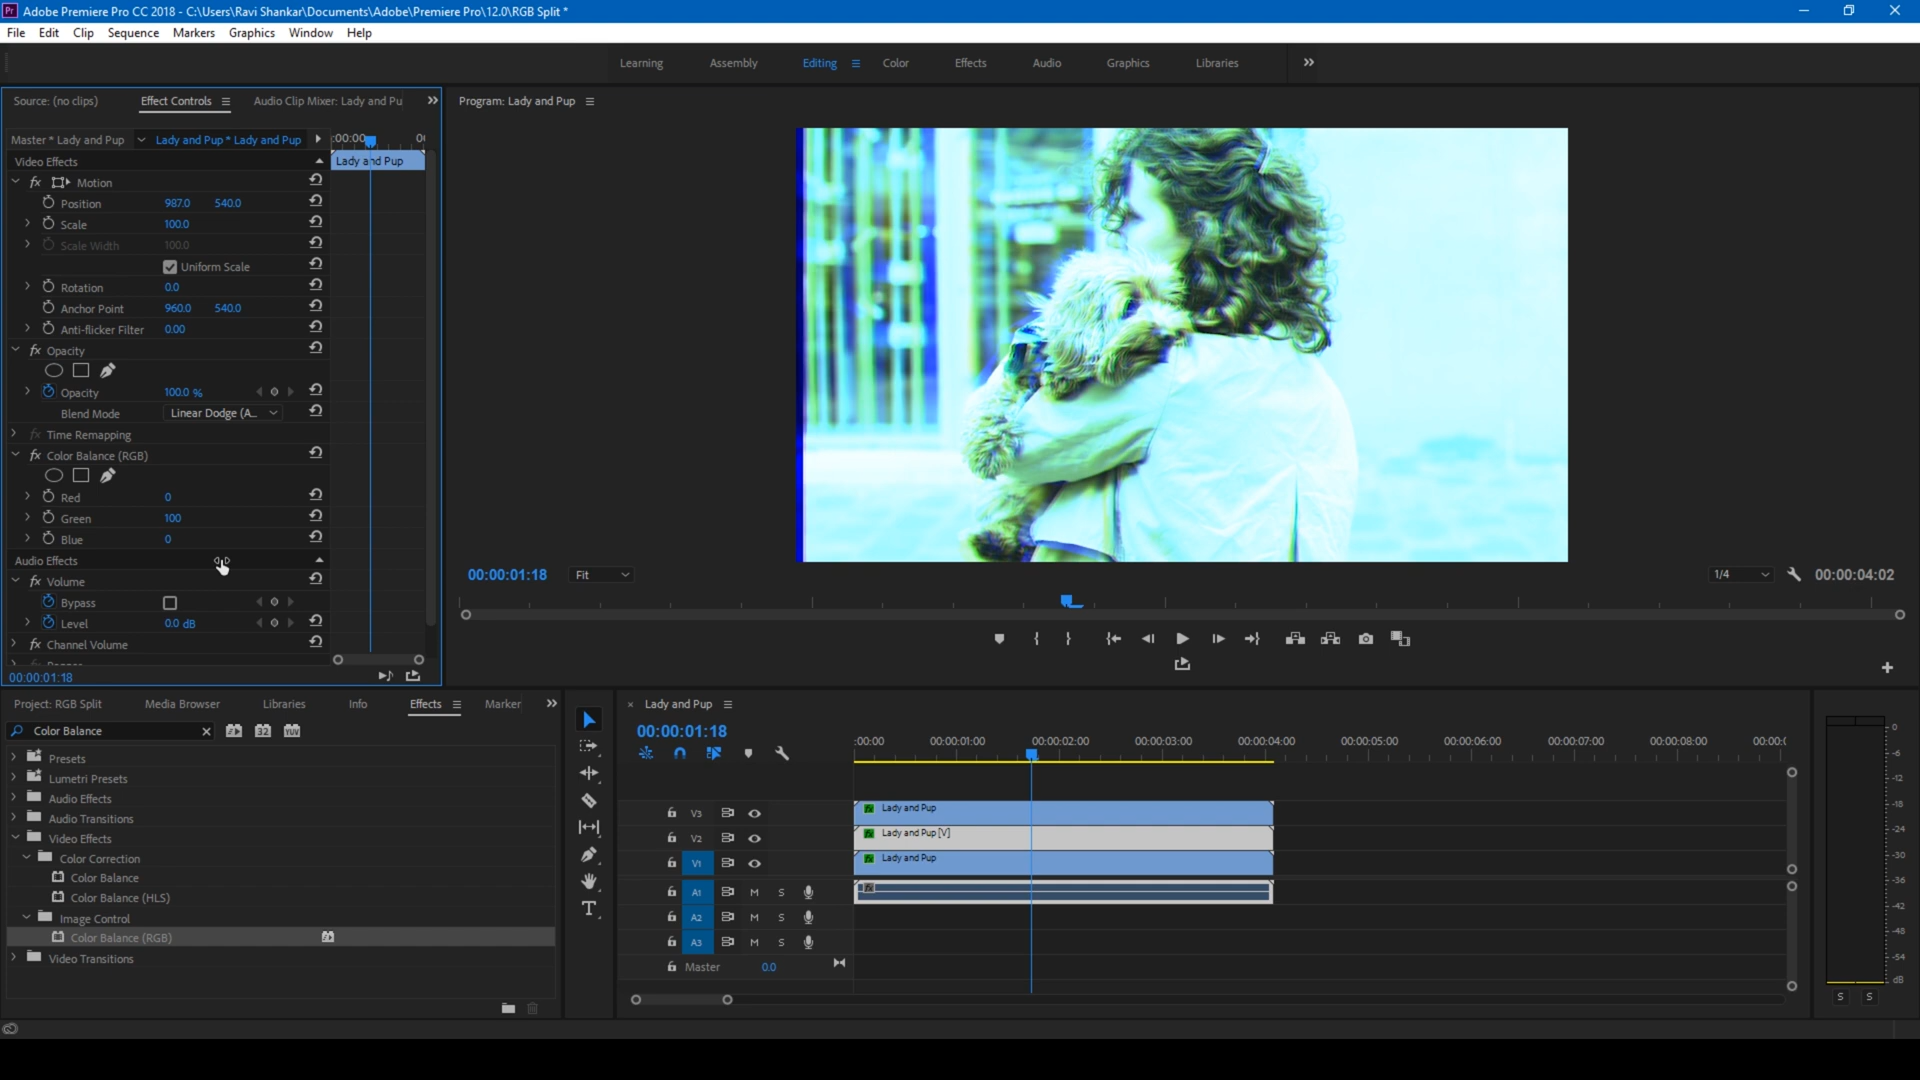 Pr Adobe Premiere Pro CC 2018 - C:\Users\Ravi Shankar\Documents\Adobe\Premiere Pro\12.0\RGB Split *
File Edit Clip Sequence Markers Graphics Window Help
Learning Assembly Editing Color Effects Audio Graphics Libraries
Source: (no clips) Effect Controls Audio Clip Mixer: Lady and Pu
Program: Lady and Pup
Master * Lady and Pup Lady and Pup * Lady and Pup :00:00
Video Effects Lady and Pup
fx Motion
Position 987.0 540.0
Scale 100.0
Scale Width 100.0
Uniform Scale
Rotation 0.0
Anchor Point 960.0 540.0
Anti-flicker Filter 0.00
fx Opacity
Opacity 100.0 %
Blend Mode Linear Dodge (A...
fx Time Remapping
fx Color Balance (RGB)
Red 0
Green 100
Blue 0
Audio Effects
fx Volume
Bypass
Level 0.0 dB
fx Channel Volume
00:00:01:18
00:00:01:18 Fit 1/4 00:00:04:02
Project: RGB Split Media Browser Libraries Info Effects Marker
Color Balance 32 YUV
Presets
Lumetri Presets
Audio Effects
Audio Transitions
Video Effects
Color Correction
Color Balance
Color Balance (HLS)
Image Control
Color Balance (RGB)
Video Transitions
T
× Lady and Pup
00:00:01:18
:00:00 00:00:01:00 00:00:02:00 00:00:03:00 00:00:04:00 00:00:05:00 00:00:06:00 00:00:07:00 00:00:08:00 00:00:
V3 Lady and Pup
V2 Lady and Pup [V]
V1 Lady and Pup
A1 M S
A2 M S
A3 M S
Master 0.0
0
-6
-12
-18
-24
-30
-36
-42
-48
-54
dB
S S